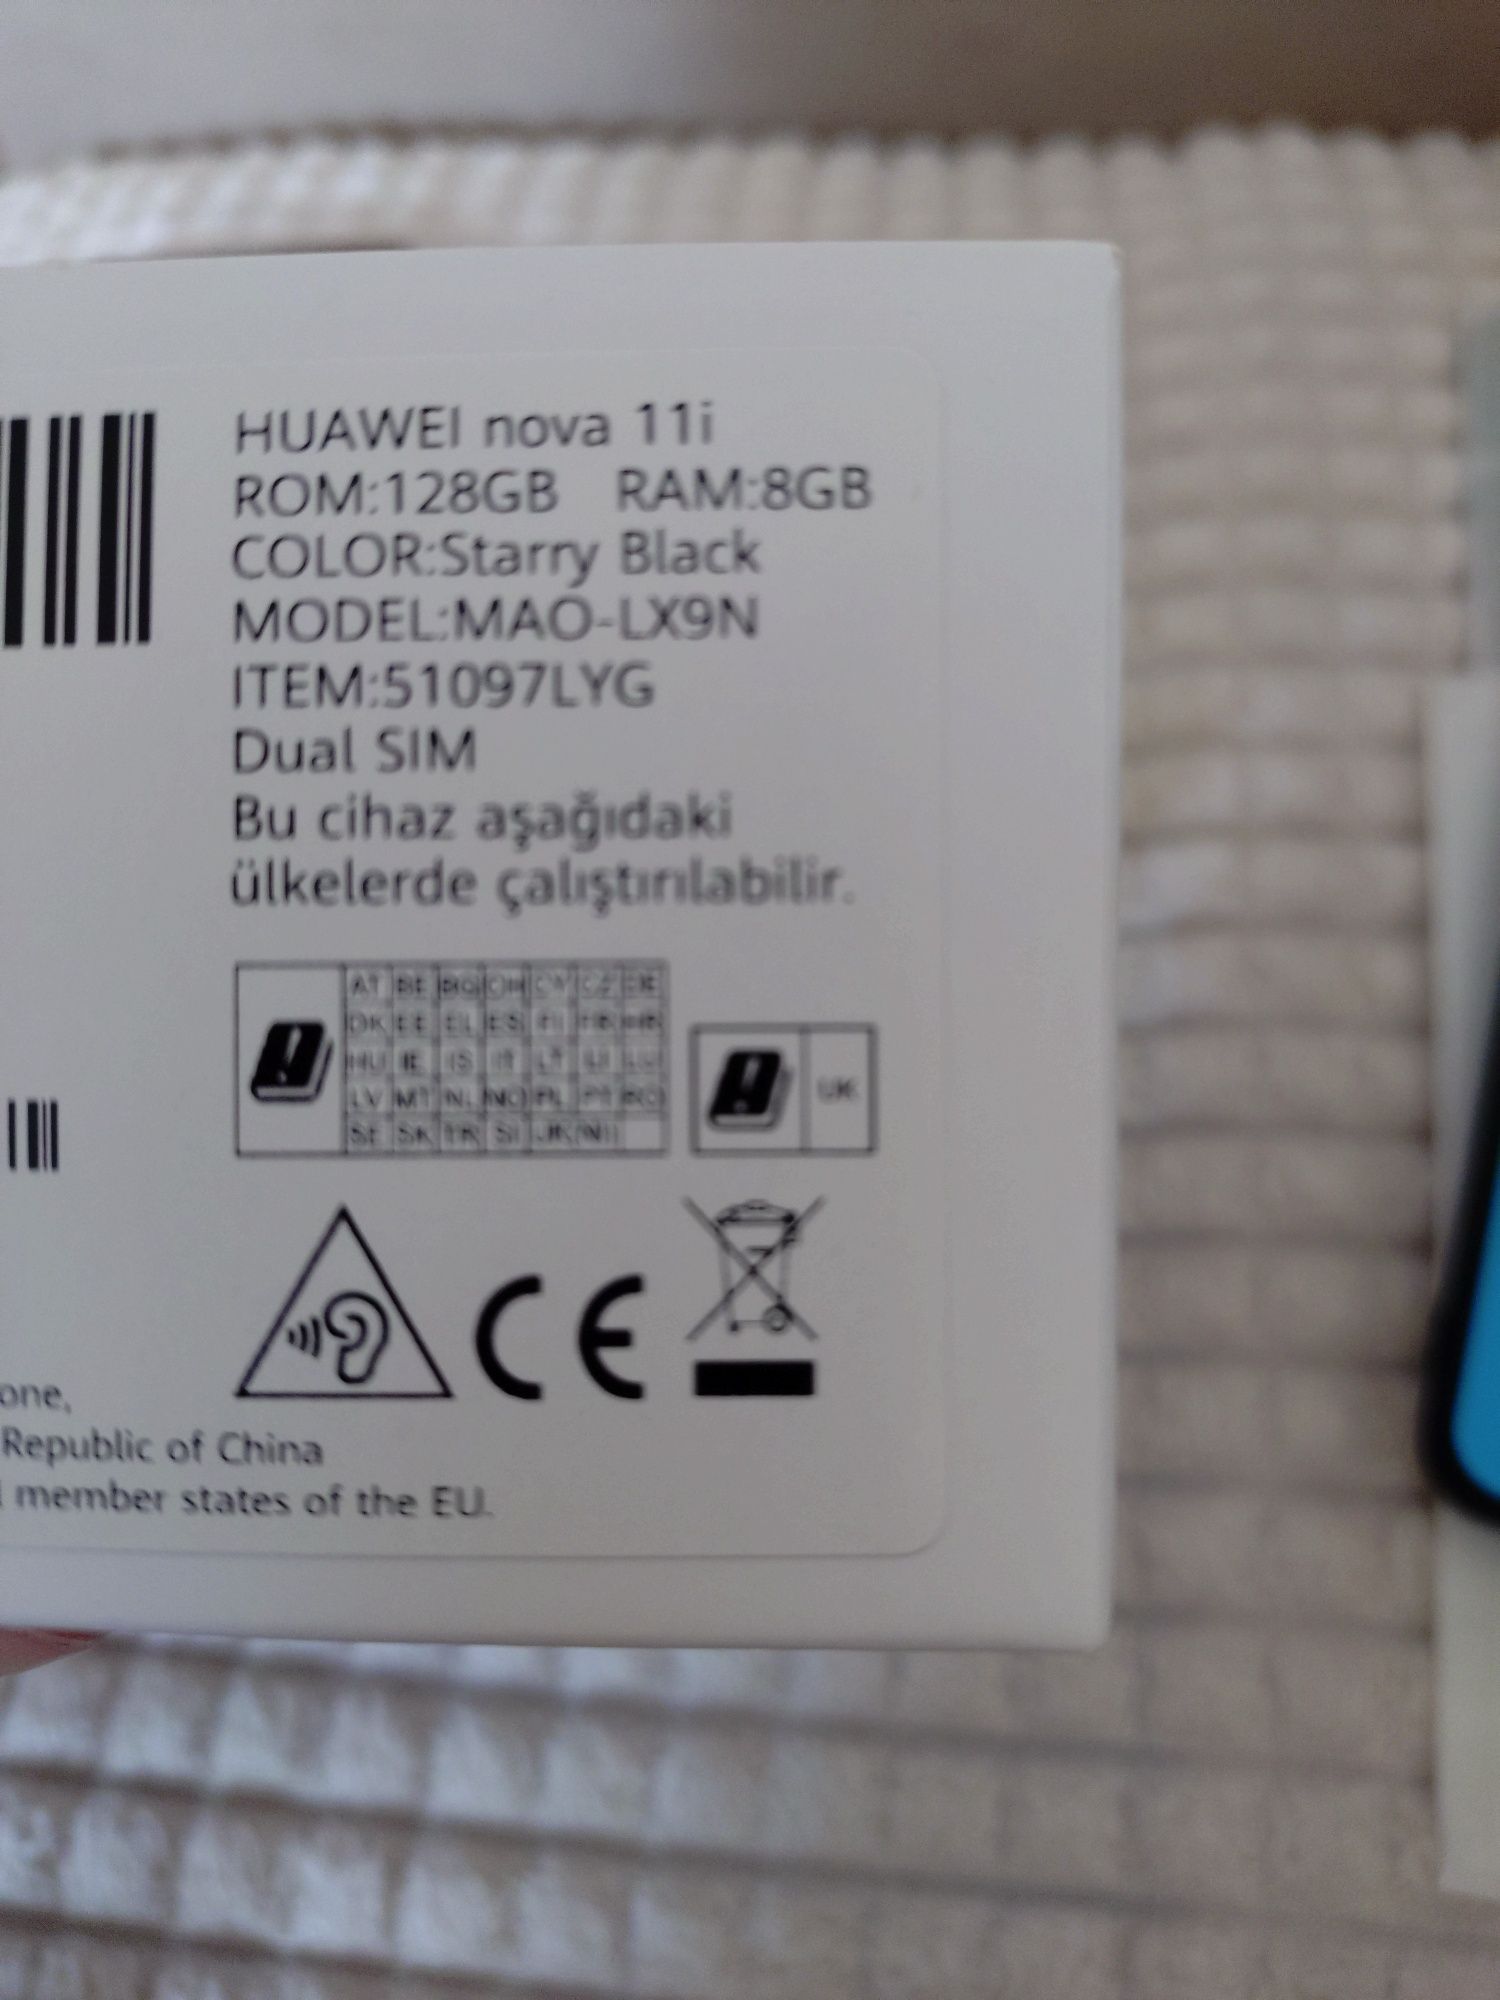 HUAWEI nova 11i
ROM:128GB RAM:8GB
COLOR:Starry Black
MODEL:MAO-LX9N
ITEM:51097LYG
Dual SIM
Bu cihaz aşağıdaki
ülkelerde çalıştırılabilir.
AT BE BG CH CY CZ DE
DK EE EL ES FI FR HR
HU IE IS IT LT LI LU
LV MT NL NO PL PT RO
SE SK TR SI UK(NI)
UK
CE
one,
Republic of China
member states of the EU.